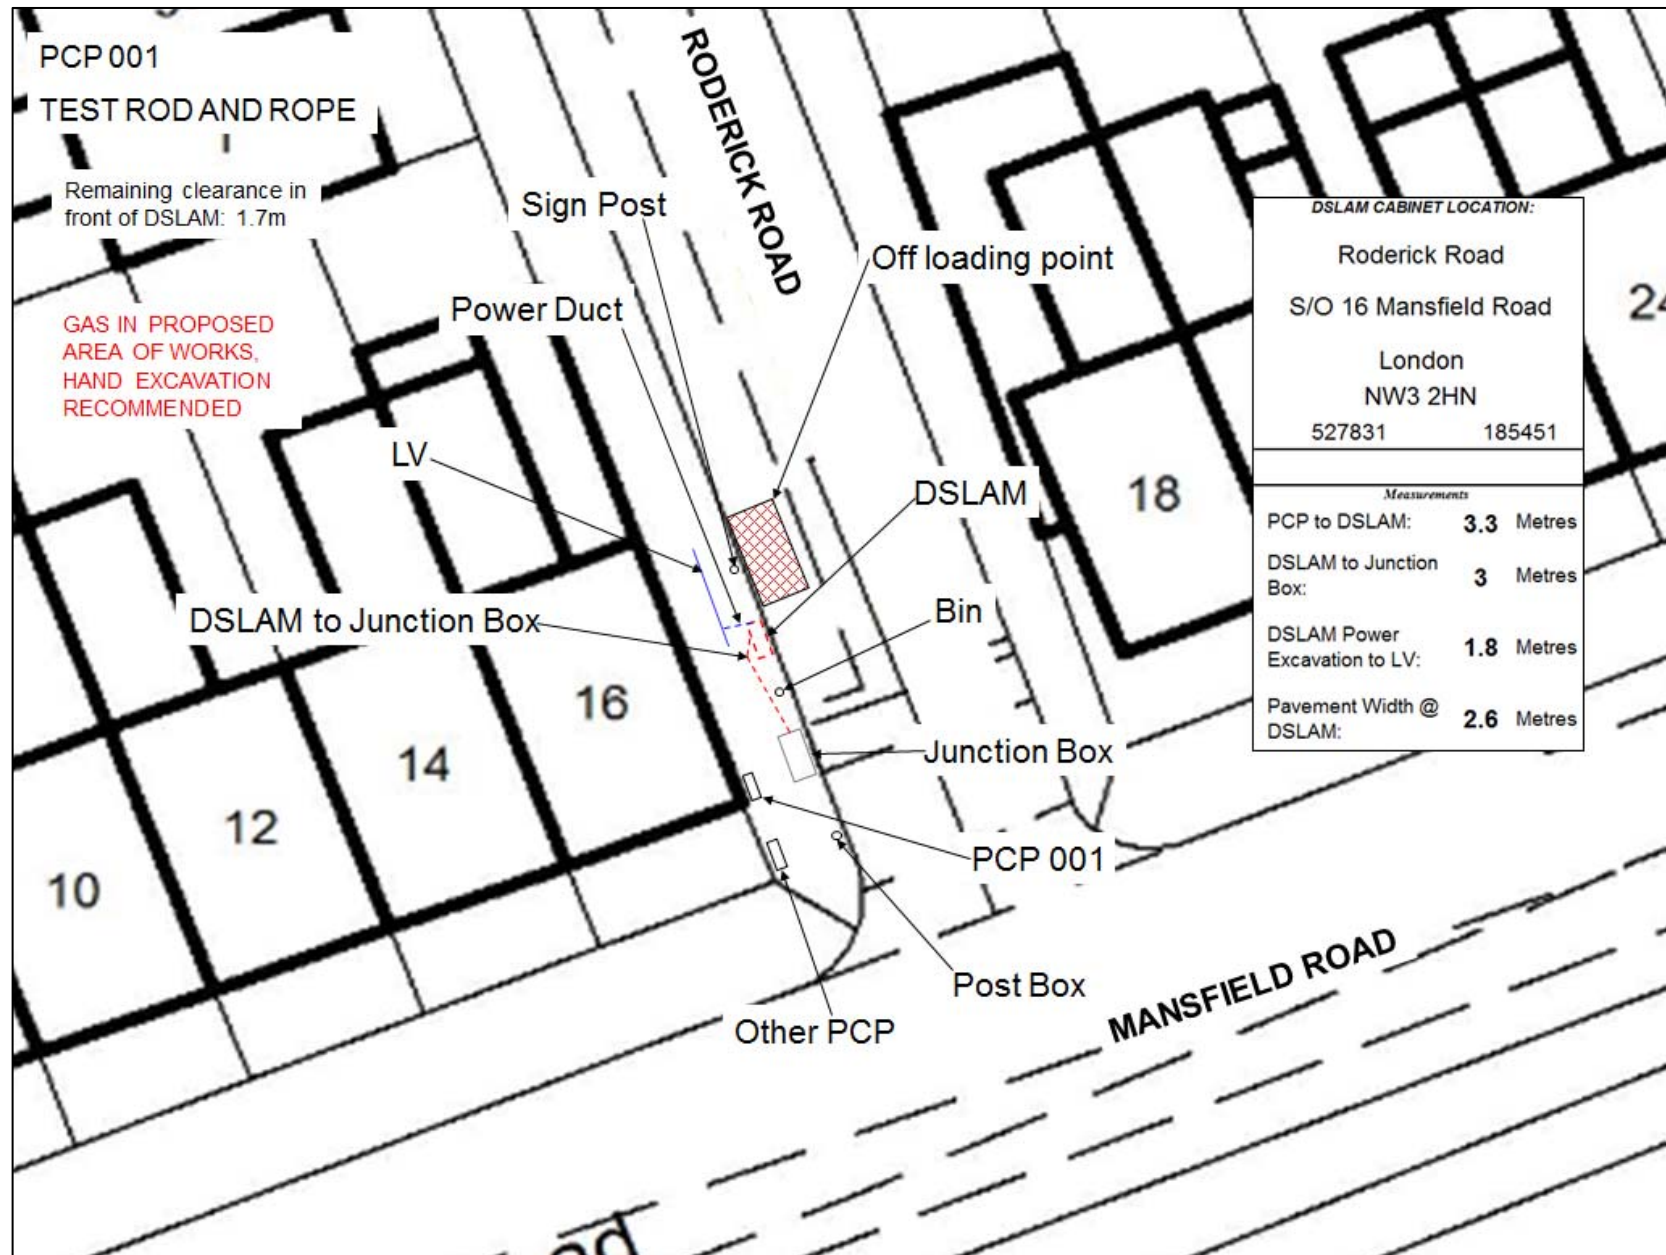 PCP 001
TEST ROD AND ROPE
Remaining clearance in
front of DSLAM: 1.7m
GAS IN PROPOSED
AREA OF WORKS,
HAND EXCAVATION
RECOMMENDED
RODERICK ROAD
Sign Post
Off loading point
Power Duct
LV
DSLAM
DSLAM to Junction Box
Bin
Junction Box
PCP 001
Post Box
Other PCP
MANSFIELD ROAD
10
12
14
16
18
24
DSLAM CABINET LOCATION:
Roderick Road
S/O 16 Mansfield Road
London
NW3 2HN
527831 185451
Measurements
PCP to DSLAM: 3.3 Metres
DSLAM to Junction
Box: 3 Metres
DSLAM Power
Excavation to LV: 1.8 Metres
Pavement Width @
DSLAM: 2.6 Metres